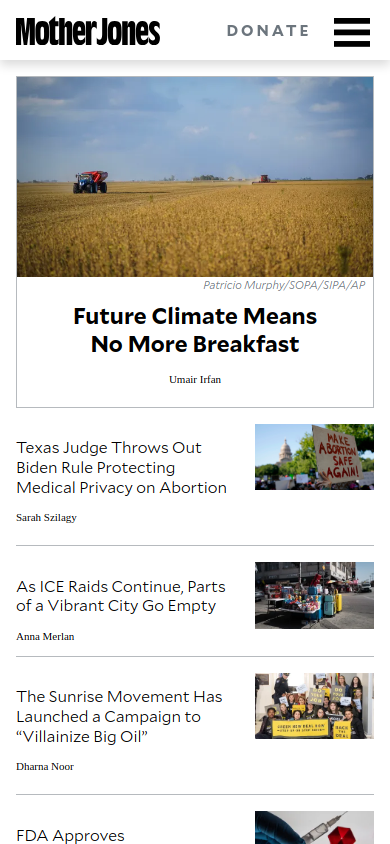 Mother Jones
DONATE
Patricio Murphy/SOPA/SIPA/AP
Future Climate Means
No More Breakfast
Umair Irfan
Texas Judge Throws Out
Biden Rule Protecting
Medical Privacy on Abortion
Sarah Szilagy
MAKE
ABORTION
SAFE
AGAIN!
As ICE Raids Continue, Parts
of a Vibrant City Go Empty
Anna Merlan
The Sunrise Movement Has
Launched a Campaign to
“Villainize Big Oil”
Dharna Noor
FDA Approves